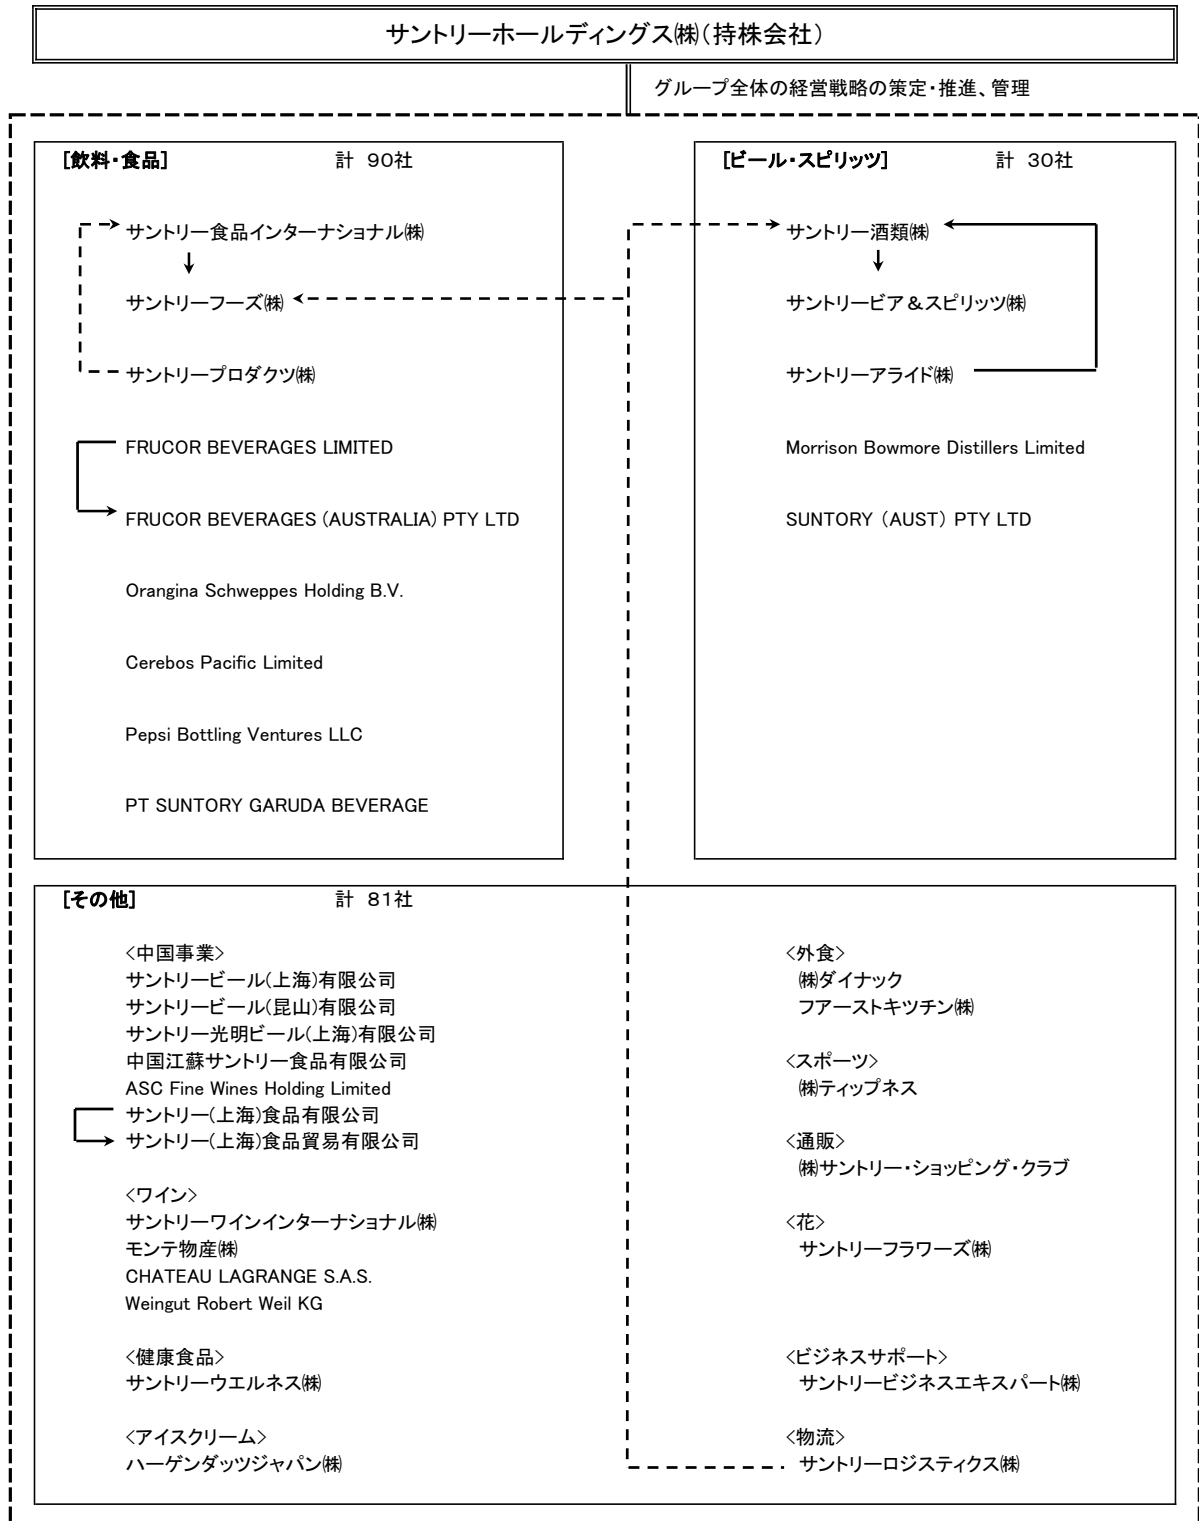 サントリーホールディングス㈱(持株会社)
グループ全体の経営戦略の策定・推進、管理
[飲料・食品] 計 90社
サントリー食品インターナショナル㈱
サントリーフーズ㈱
サントリープロダクツ㈱
FRUCOR BEVERAGES LIMITED
FRUCOR BEVERAGES (AUSTRALIA) PTY LTD
Orangina Schweppes Holding B.V.
Cerebos Pacific Limited
Pepsi Bottling Ventures LLC
PT SUNTORY GARUDA BEVERAGE
[ビール・スピリッツ] 計 30社
サントリー酒類㈱
サントリービア&スピリッツ㈱
サントリーアライド㈱
Morrison Bowmore Distillers Limited
SUNTORY (AUST) PTY LTD
[その他] 計 81社
<中国事業>
サントリービール(上海)有限公司
サントリービール(昆山)有限公司
サントリー光明ビール(上海)有限公司
中国江蘇サントリー食品有限公司
ASC Fine Wines Holding Limited
サントリー(上海)食品有限公司
サントリー(上海)食品貿易有限公司
<ワイン>
サントリーワインインターナショナル㈱
モンテ物産㈱
CHATEAU LAGRANGE S.A.S.
Weingut Robert Weil KG
<健康食品>
サントリーウエルネス㈱
<アイスクリーム>
ハーゲンダッツジャパン㈱
<外食>
㈱ダイナック
フアーストキツチン㈱
<スポーツ>
㈱ティップネス
<通販>
㈱サントリー・ショッピング・クラブ
<花>
サントリーフラワーズ㈱
<ビジネスサポート>
サントリービジネスエキスパート㈱
<物流>
サントリーロジスティクス㈱